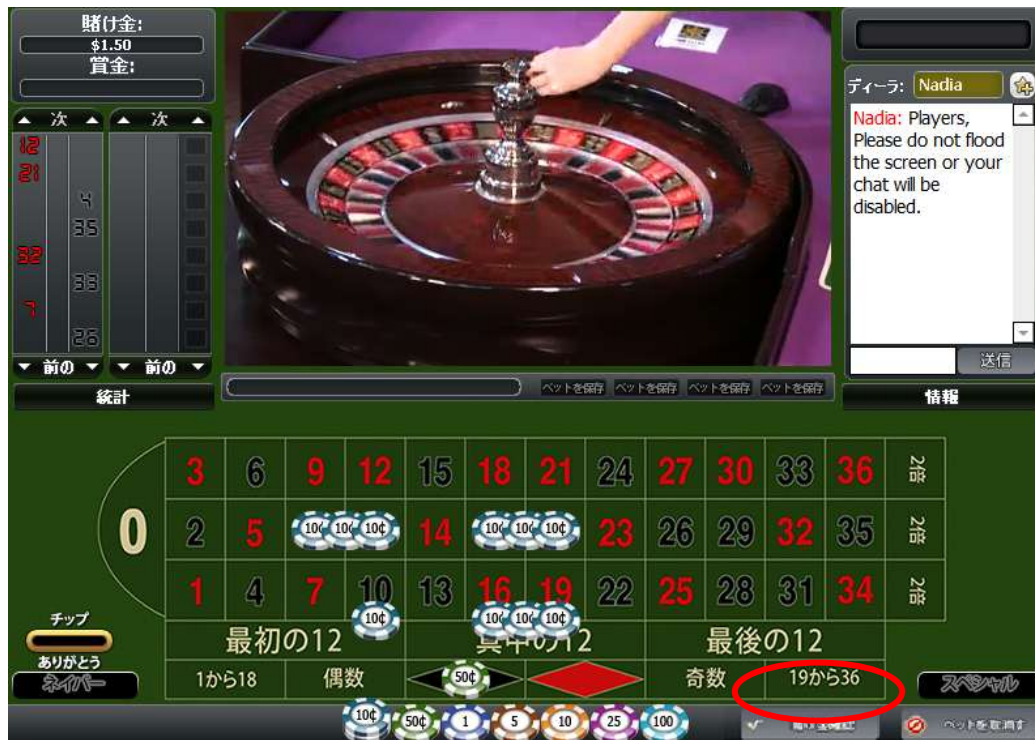 賭け金:
$1.50
賞金:
▲ 次 ▲ ▲ 次 ▲
12
21
4
35
32
33
7
26
▼ 前の ▼ ▼ 前の ▼
統計
ディーラ: Nadia
Nadia: Players,
Please do not flood
the screen or your
chat will be
disabled.
送信
情報
ベットを保存 ベットを保存 ベットを保存 ベットを保存
3 6 9 12 15 18 21 24 27 30 33 36 2倍
0 2 5 10¢ 10¢ 10¢ 14 10¢ 10¢ 10¢ 23 26 29 32 35 2倍
1 4 7 10 13 16 19 22 25 28 31 34 2倍
10¢ 10¢ 10¢ 10¢
最初の12 真中の12 最後の12
1から18 偶数 50¢ 奇数 19から36
チップ
ありがとう
ネイバー
スペシャル
10¢ 50¢ 1 5 10 25 100
ベットを取消す